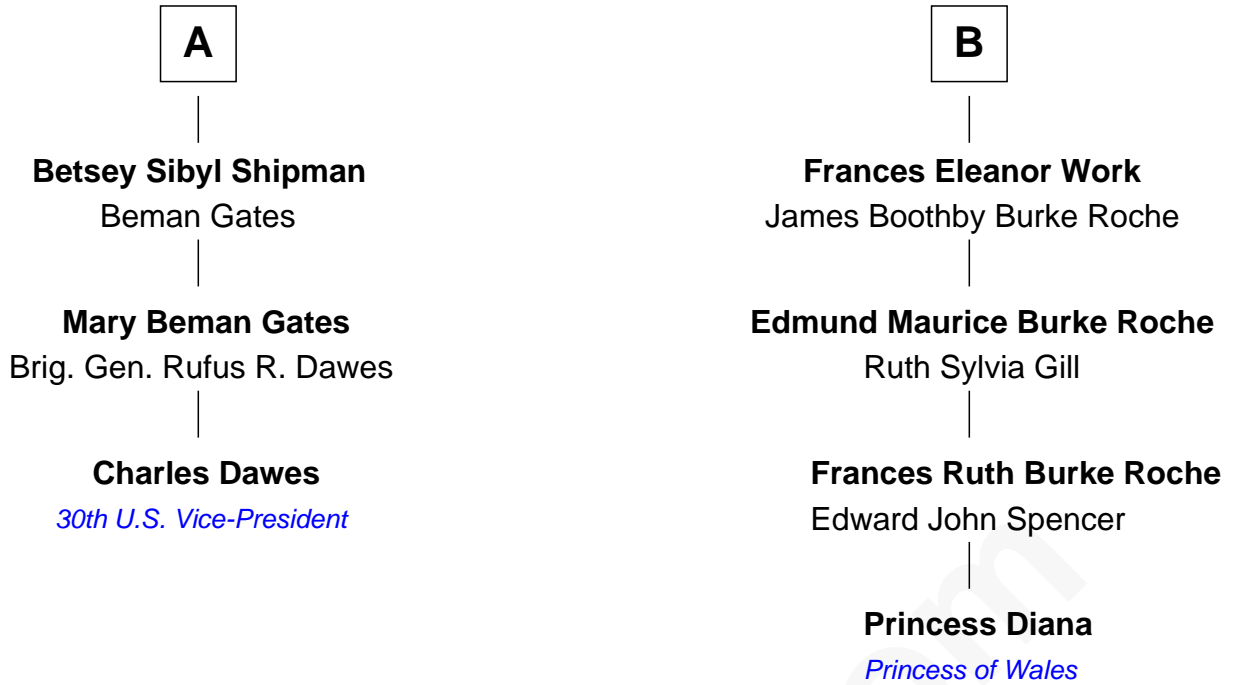 A
Betsey Sibyl Shipman
Beman Gates
Mary Beman Gates
Brig. Gen. Rufus R. Dawes
Charles Dawes
30th U.S. Vice-President
B
Frances Eleanor Work
James Boothby Burke Roche
Edmund Maurice Burke Roche
Ruth Sylvia Gill
Frances Ruth Burke Roche
Edward John Spencer
Princess Diana
Princess of Wales